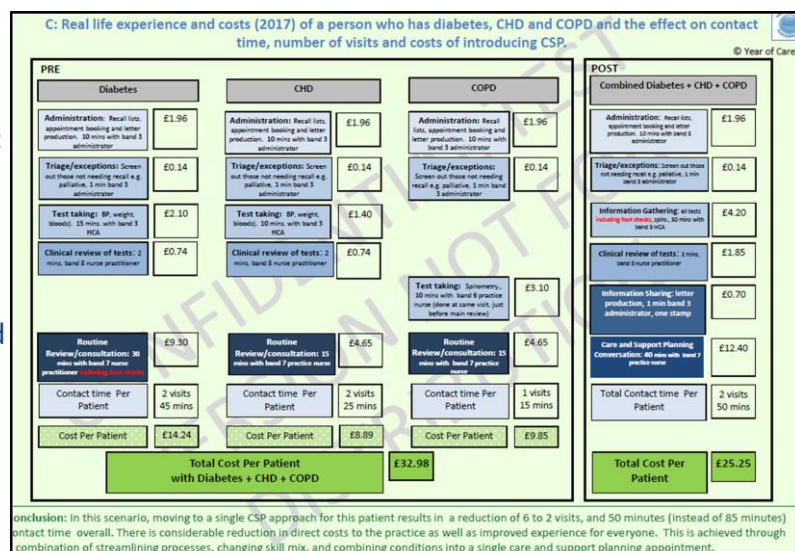 C: Real life experience and costs (2017) of a person who has diabetes, CHD and COPD and the effect on contact
time, number of visits and costs of introducing CSP.
© Year of Care
PRE
Diabetes
Administration: Recall lists,
appointment booking and letter
production. 10 mins with band 3
administrator
£1.96
Triage/exceptions: Screen
out those not needing recall e.g.
palliative, 1 min band 3
administrator
£0.14
Test taking: BP, weight,
bloods). 15 mins with band 3
HCA
£2.10
Clinical review of tests: 2
mins, band 8 nurse practitioner
£0.74
Routine
Review/consultation: 30
mins with band 7 nurse
practitioner including foot checks
£9.30
Contact time Per
Patient
2 visits
45 mins
Cost Per Patient
£14.24
CHD
Administration: Recall lists,
appointment booking and letter
production. 10 mins with band 3
administrator
£1.96
Triage/exceptions: Screen
out those not needing recall e.g.
palliative, 1 min band 3
administrator
£0.14
Test taking: BP, weight,
bloods). 10 mins, with band 3
HCA
£1.40
Clinical review of tests: 2
mins, band 8 nurse practitioner
£0.74
Routine
Review/consultation: 15
mins with band 7 practice nurse
£4.65
Contact time Per
Patient
2 visits
25 mins
Cost Per Patient
£8.89
COPD
Administration: Recall
lists, appointment booking and
letter production. 10 mins with
band 3 administrator
£1.96
Triage/exceptions:
Screen out those not needing
recall e.g. palliative, 1 min band 3
administrator
£0.14
Test taking: Spirometry,,
10 mins with band 6 practice
nurse (done at same visit, just
before main review)
£3.10
Routine
Review/consultation: 15
mins with band 7 practice
nurse
£4.65
Contact time Per
Patient
1 visits
15 mins
Cost Per Patient
£9.85
Total Cost Per Patient
with Diabetes + CHD + COPD
£32.98
POST
Combined Diabetes + CHD + COPD
Administration: Recall lists,
appointment booking and letter
production. 10 mins with band 3
administrator
£1.96
Triage/exceptions: Screen out those
not needing recall e.g. palliative, 1 min
band 3 administrator
£0.14
Information Gathering: all tests
including foot checks, spiro, 30 mins with
band 3 HCA
£4.20
Clinical review of tests: mins,
band 8 nurse practitioner
£1.85
Information Sharing: letter
production, 1 min band 3
administrator, one stamp
£0.70
Care and Support Planning
Conversation: 40 mins with band 7
practice nurse
£12.40
Total Contact time Per
Patient
2 visits
50 mins
Total Cost Per
Patient
£25.25
onclusion: In this scenario, moving to a single CSP approach for this patient results in a reduction of 6 to 2 visits, and 50 minutes (instead of 85 minutes)
ontact time overall. There is considerable reduction in direct costs to the practice as well as improved experience for everyone. This is achieved through
combination of streamlining processes, changing skill mix, and combining conditions into a single care and support planning appointment.